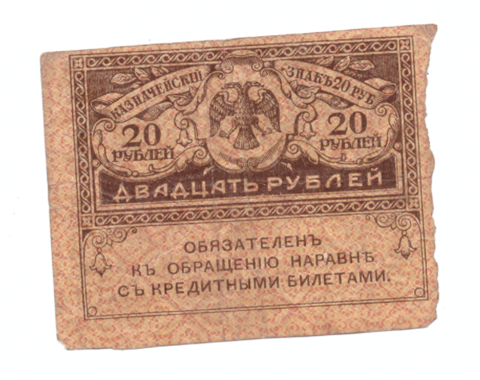 КАЗНАЧЕЙСКІЙ ЗНАКЪ 20 РУБ.
20 РУБЛЕЙ
20 РУБЛЕЙ
ДВАДЦАТЬ РУБЛЕЙ
ОБЯЗАТЕЛЕНЪ
КЪ ОБРАЩЕНІЮ НАРАВНѢ
СЪ КРЕДИТНЫМИ БИЛЕТАМИ.